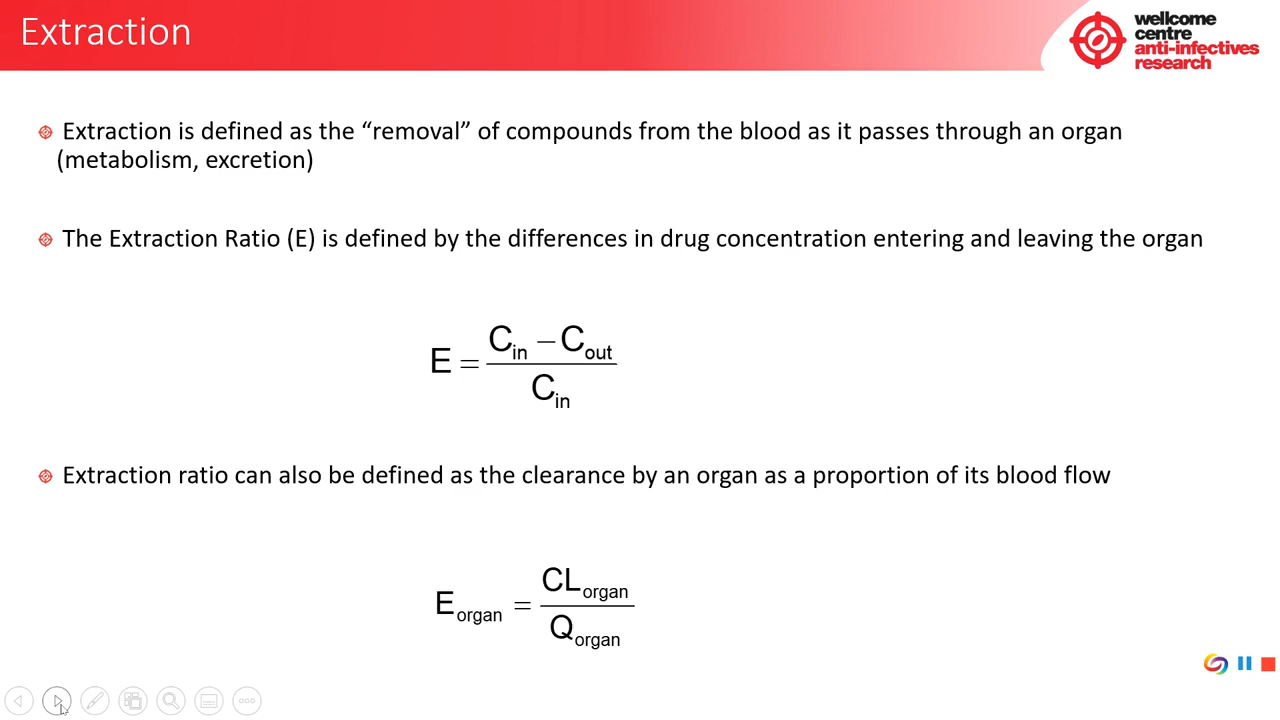 Extraction
wellcome
centre
anti-infectives
research
Extraction is defined as the “removal” of compounds from the blood as it passes through an organ
(metabolism, excretion)
The Extraction Ratio (E) is defined by the differences in drug concentration entering and leaving the organ
E = (C_in − C_out) / C_in
Extraction ratio can also be defined as the clearance by an organ as a proportion of its blood flow
E_organ = CL_organ / Q_organ